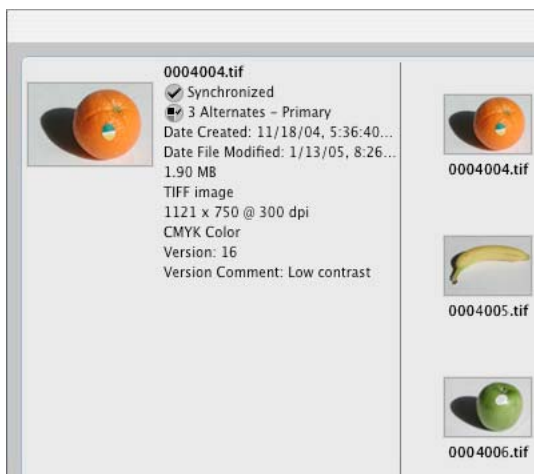 0004004.tif
Synchronized
3 Alternates – Primary
Date Created: 11/18/04, 5:36:40...
Date File Modified: 1/13/05, 8:26...
1.90 MB
TIFF image
1121 x 750 @ 300 dpi
CMYK Color
Version: 16
Version Comment: Low contrast
0004004.tif
0004005.tif
0004006.tif